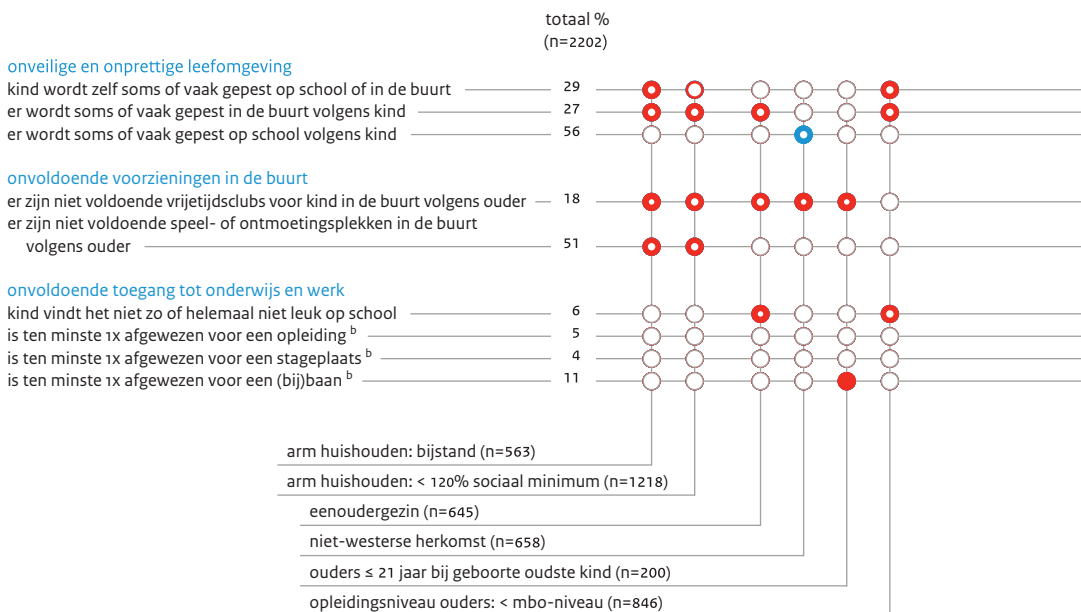 totaal %
(n=2202)
onveilige en onprettige leefomgeving
kind wordt zelf soms of vaak gepest op school of in de buurt 29
er wordt soms of vaak gepest in de buurt volgens kind 27
er wordt soms of vaak gepest op school volgens kind 56
onvoldoende voorzieningen in de buurt
er zijn niet voldoende vrijetijdsclubs voor kind in de buurt volgens ouder 18
er zijn niet voldoende speel- of ontmoetingsplekken in de buurt
volgens ouder 51
onvoldoende toegang tot onderwijs en werk
kind vindt het niet zo of helemaal niet leuk op school 6
is ten minste 1x afgewezen voor een opleiding b 5
is ten minste 1x afgewezen voor een stageplaats b 4
is ten minste 1x afgewezen voor een (bij)baan b 11
arm huishouden: bijstand (n=563)
arm huishouden: < 120% sociaal minimum (n=1218)
eenoudergezin (n=645)
niet-westerse herkomst (n=658)
ouders ≤ 21 jaar bij geboorte oudste kind (n=200)
opleidingsniveau ouders: < mbo-niveau (n=846)